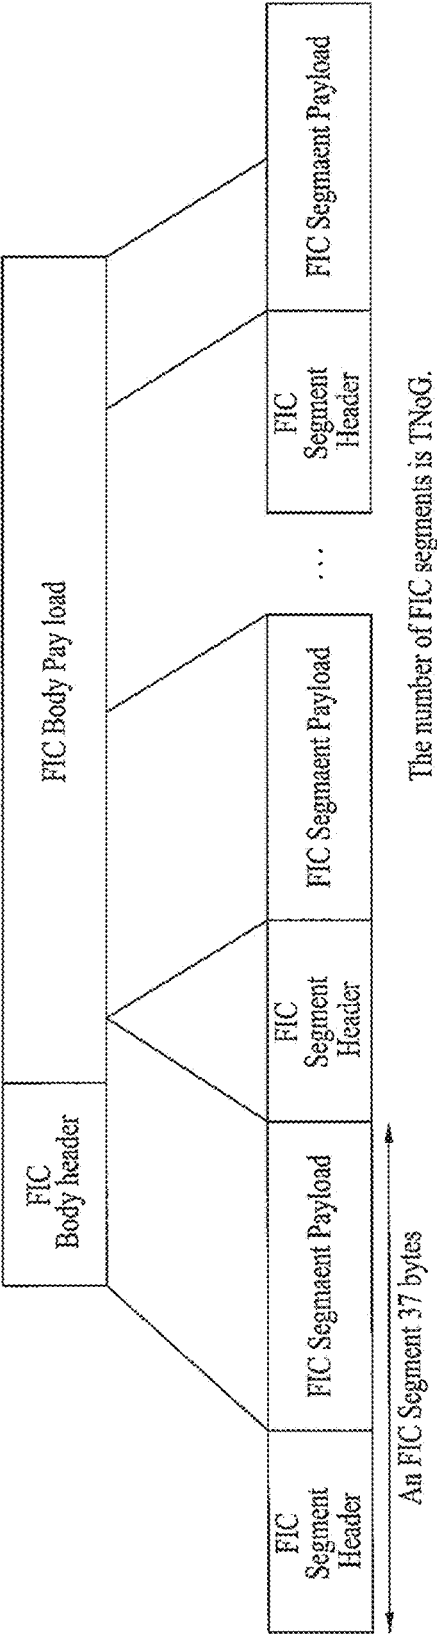 FIC
Body header
FIC Body Pay load
FIC
Segment
Header
FIC Segmaent Payload
FIC
Segment
Header
FIC Segmaent Payload
...
FIC
Segment
Header
FIC Segmaent Payload
An FIC Segment 37 bytes
The number of FIC segments is TNoG.